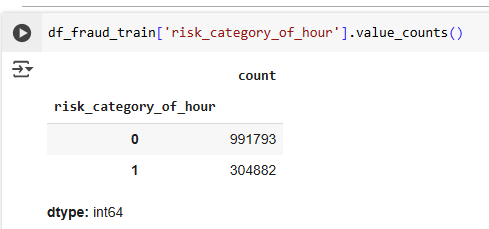 df_fraud_train['risk_category_of_hour'].value_counts()
count
risk_category_of_hour
0 991793
1 304882
dtype: int64